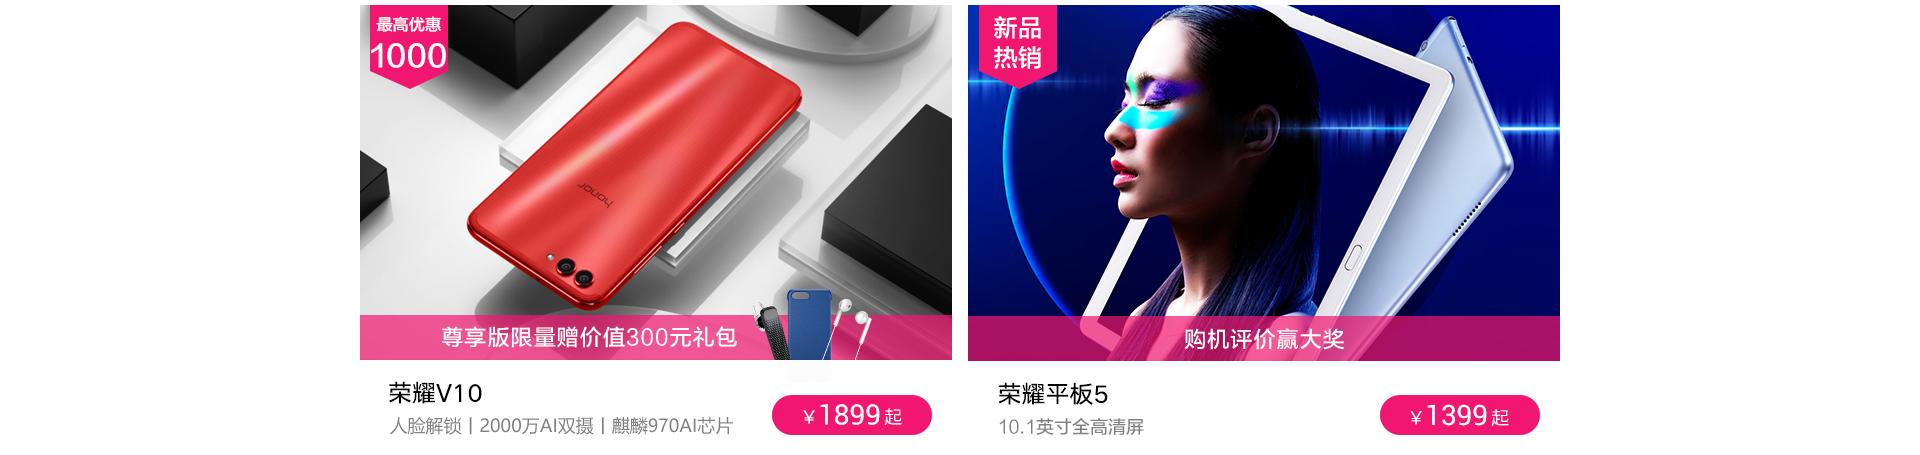 最高优惠
1000
honor
尊享版限量赠价值300元礼包
荣耀V10
人脸解锁丨2000万AI双摄丨麒麟970AI芯片
¥1899起
新品
热销
购机评价赢大奖
荣耀平板5
10.1英寸全高清屏
¥1399起